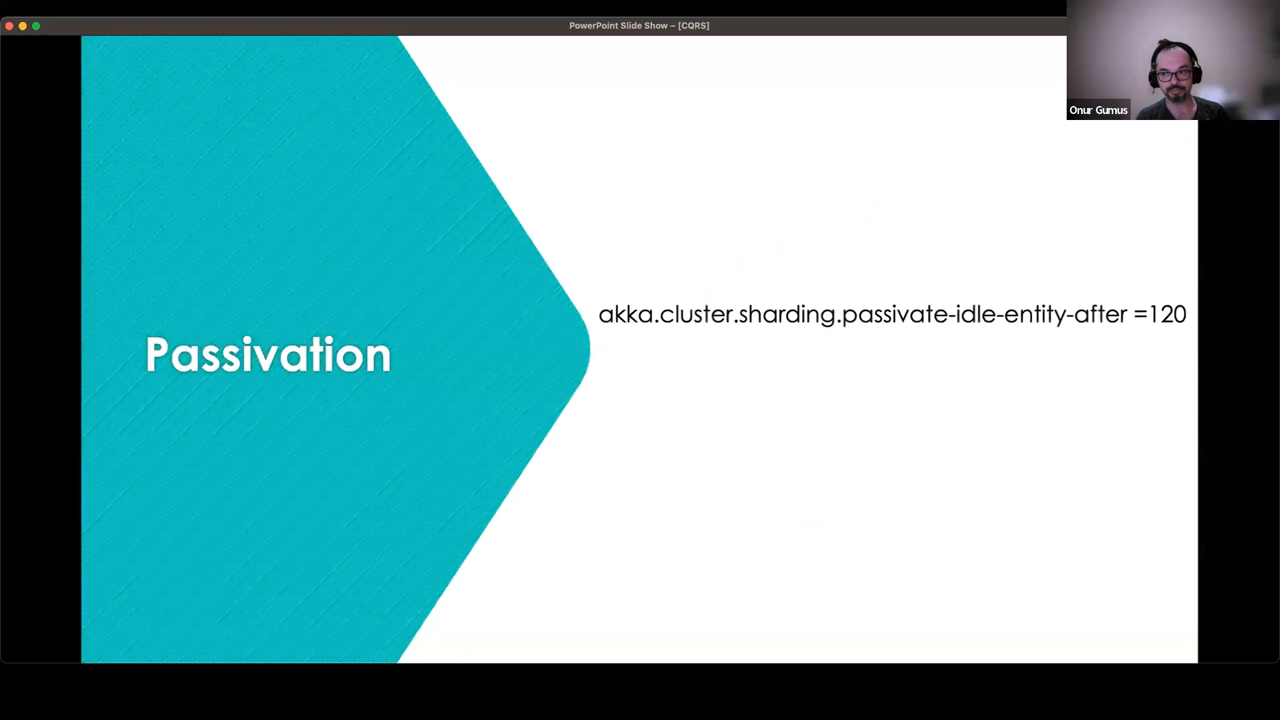 PowerPoint Slide Show – [CQRS]
Onur Gumus
akka.cluster.sharding.passivate-idle-entity-after =120
Passivation